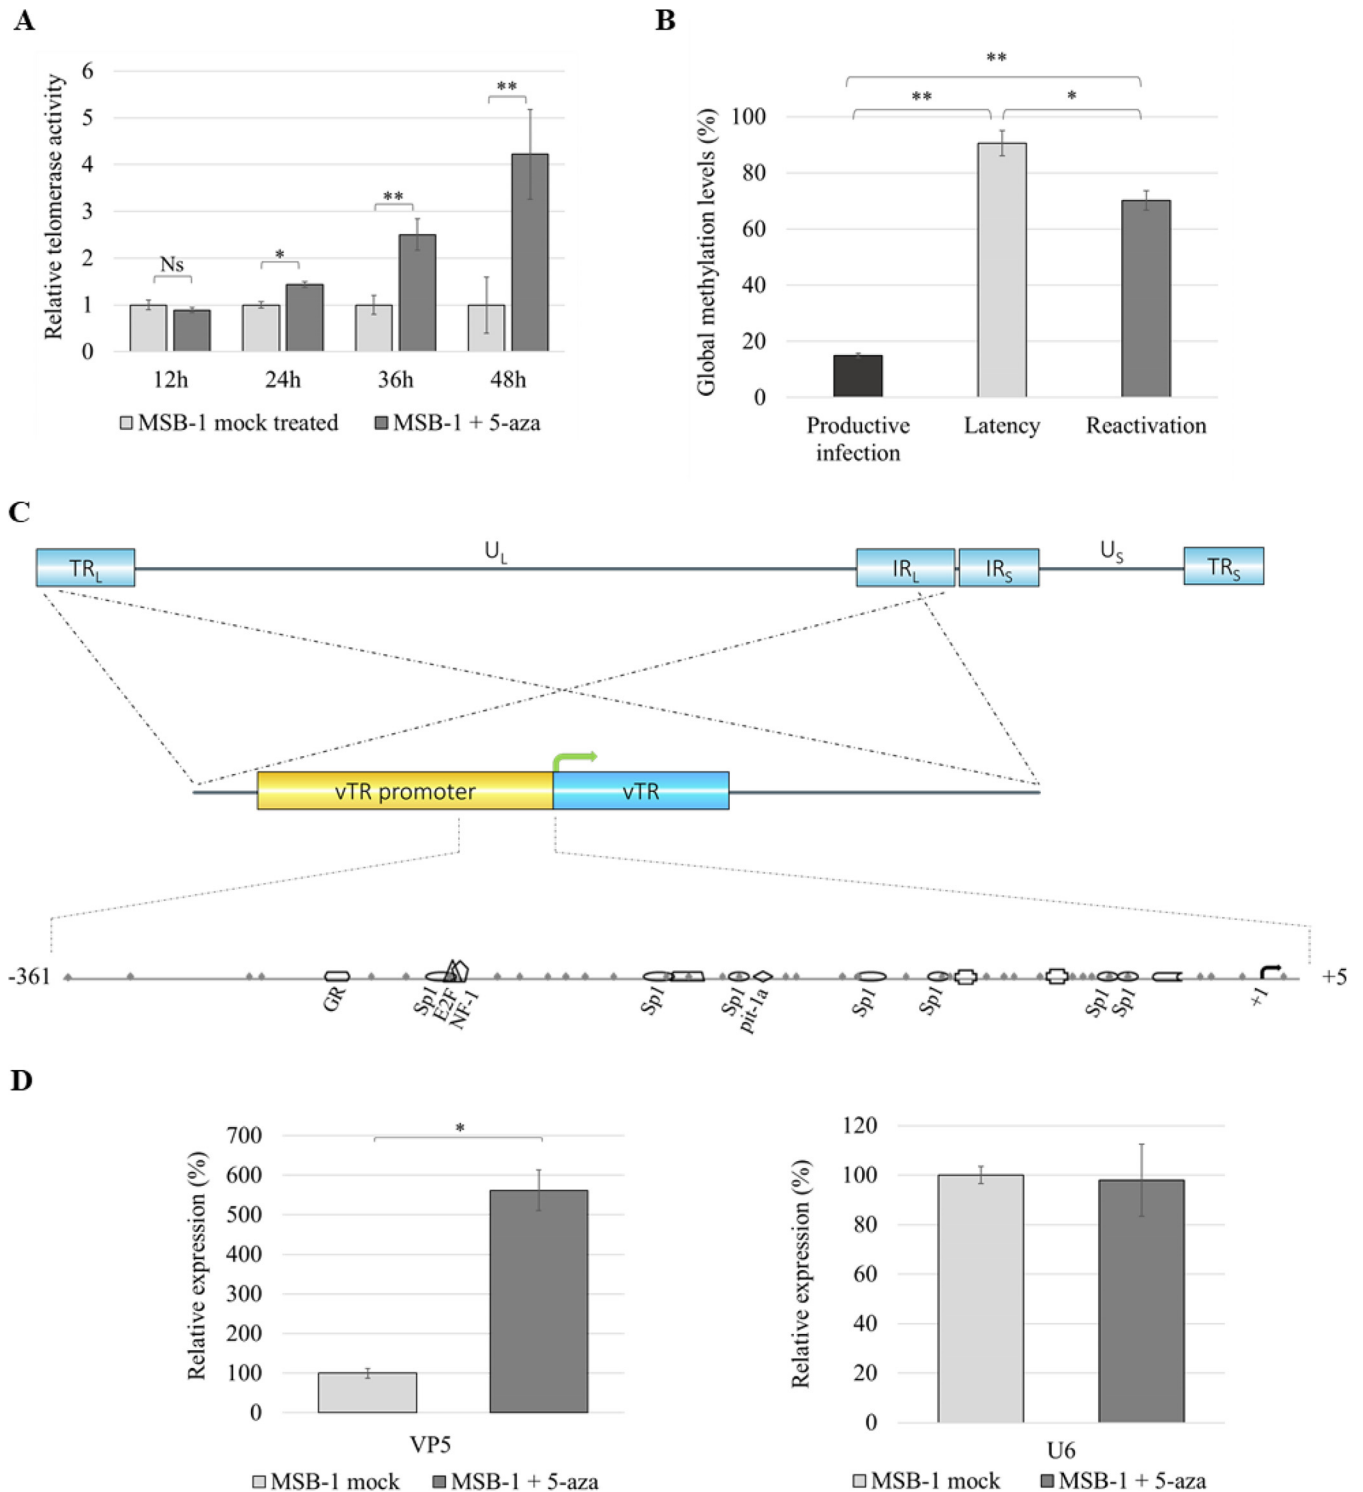 A
Relative telomerase activity
6
5
4
3
2
1
0
Ns
*
**
**
12h
24h
36h
48h
MSB-1 mock treated
MSB-1 + 5-aza
B
Global methylation levels (%)
100
80
60
40
20
0
**
**
*
Productive
infection
Latency
Reactivation
C
TRL
UL
IRL
IRS
US
TRS
vTR promoter
vTR
-361
+5
GR
Sp1
E2F
NF-1
Sp1
Sp1
pit-1a
Sp1
Sp1
Sp1
Sp1
+1
D
Relative expression (%)
700
600
500
400
300
200
100
0
*
VP5
MSB-1 mock
MSB-1 + 5-aza
Relative expression (%)
120
100
80
60
40
20
0
U6
MSB-1 mock
MSB-1 + 5-aza